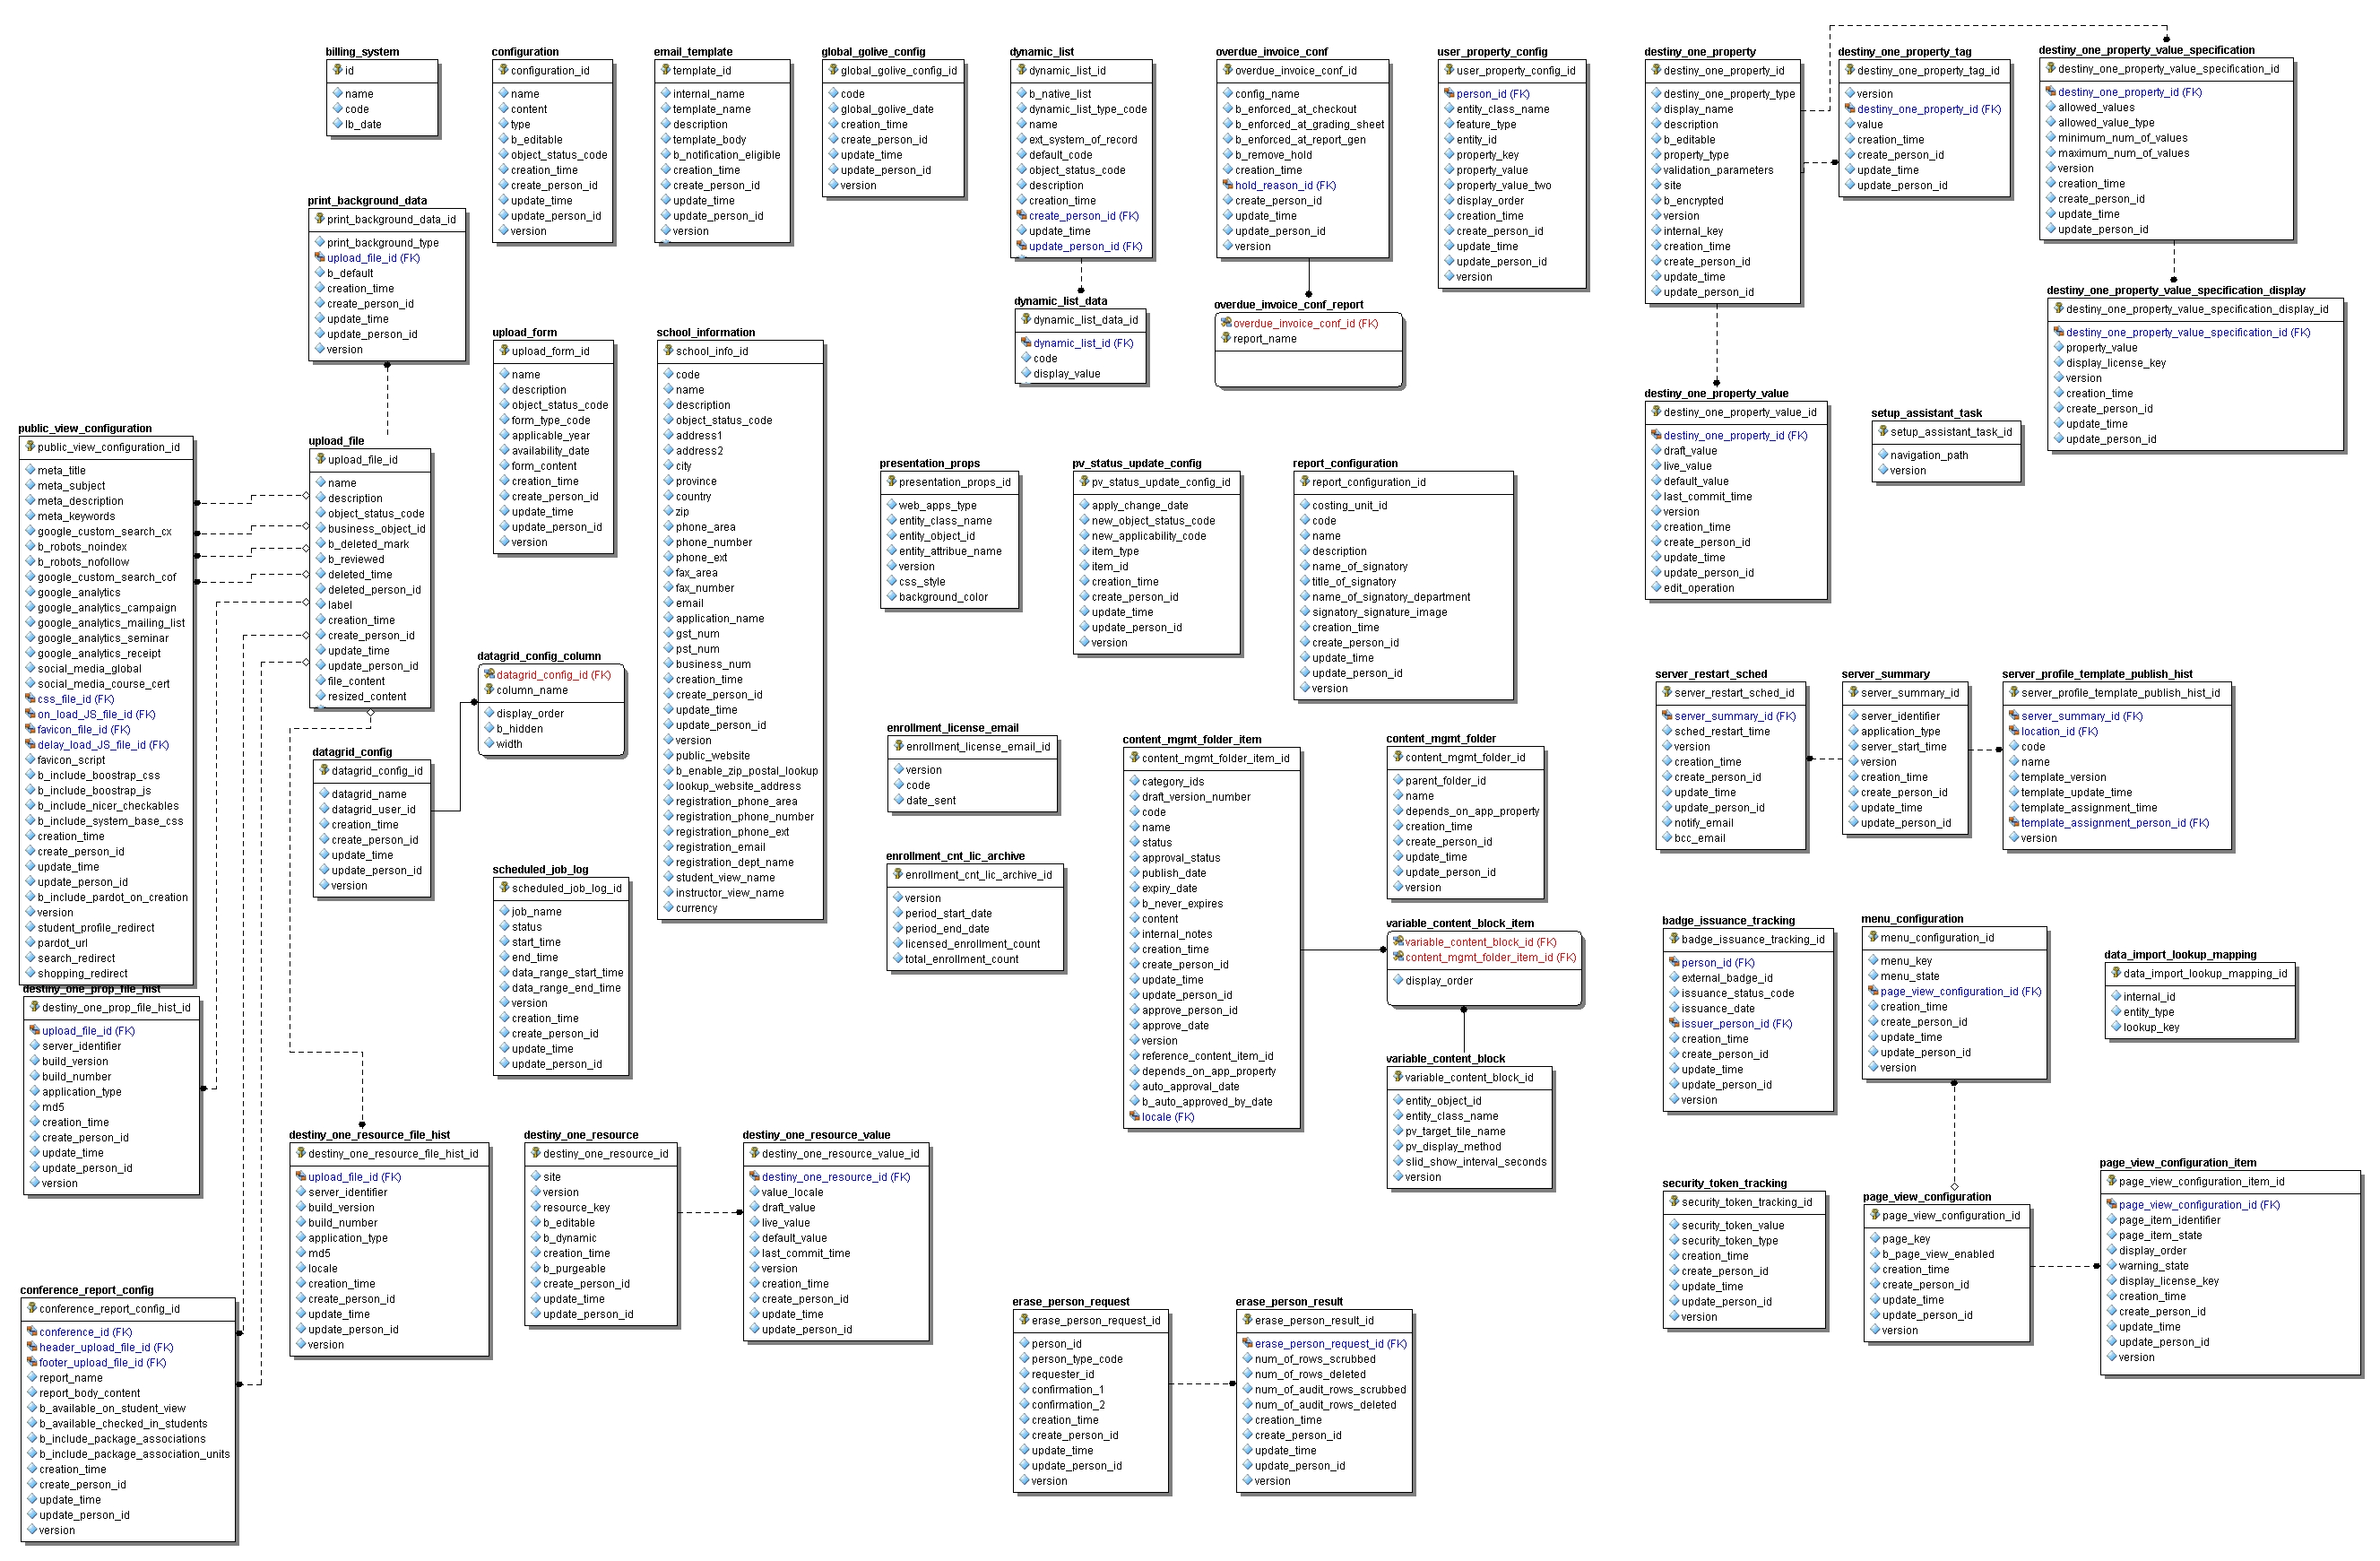 billing_system
id
name
code
lb_date
configuration
configuration_id
name
content
type
b_editable
object_status_code
creation_time
create_person_id
update_time
update_person_id
version
email_template
template_id
internal_name
template_name
description
template_body
b_notification_eligible
creation_time
create_person_id
update_time
update_person_id
version
global_golive_config
global_golive_config_id
code
global_golive_date
creation_time
create_person_id
update_time
update_person_id
version
dynamic_list
dynamic_list_id
b_native_list
dynamic_list_type_code
name
ext_system_of_record
default_code
object_status_code
description
creation_time
create_person_id (FK)
update_time
update_person_id (FK)
overdue_invoice_conf
overdue_invoice_conf_id
config_name
b_enforced_at_checkout
b_enforced_at_grading_sheet
b_enforced_at_report_gen
b_remove_hold
creation_time
hold_reason_id (FK)
create_person_id
update_time
update_person_id
version
user_property_config
user_property_config_id
person_id (FK)
entity_class_name
feature_type
entity_id
property_key
property_value
property_value_two
display_order
creation_time
create_person_id
update_time
update_person_id
version
destiny_one_property
destiny_one_property_id
destiny_one_property_type
display_name
description
b_editable
property_type
validation_parameters
site
b_encrypted
version
internal_key
creation_time
create_person_id
update_time
update_person_id
destiny_one_property_tag
destiny_one_property_tag_id
version
destiny_one_property_id (FK)
value
creation_time
create_person_id
update_time
update_person_id
destiny_one_property_value_specification
destiny_one_property_value_specification_id
destiny_one_property_id (FK)
allowed_values
allowed_value_type
minimum_num_of_values
maximum_num_of_values
version
creation_time
create_person_id
update_time
update_person_id
print_background_data
print_background_data_id
print_background_type
upload_file_id (FK)
b_default
creation_time
create_person_id
update_time
update_person_id
version
dynamic_list_data
dynamic_list_data_id
dynamic_list_id (FK)
code
display_value
overdue_invoice_conf_report
overdue_invoice_conf_id (FK)
report_name
destiny_one_property_value_specification_display
destiny_one_property_value_specification_display_id
destiny_one_property_value_specification_id (FK)
property_value
display_license_key
version
creation_time
create_person_id
update_time
update_person_id
upload_form
upload_form_id
name
description
object_status_code
form_type_code
applicable_year
availability_date
form_content
creation_time
create_person_id
update_time
update_person_id
version
school_information
school_info_id
code
name
description
object_status_code
address1
address2
city
province
country
zip
phone_area
phone_number
phone_ext
fax_area
fax_number
email
application_name
gst_num
pst_num
business_num
creation_time
create_person_id
update_time
update_person_id
version
public_website
b_enable_zip_postal_lookup
lookup_website_address
registration_phone_area
registration_phone_number
registration_phone_ext
registration_email
registration_dept_name
student_view_name
instructor_view_name
currency
destiny_one_property_value
destiny_one_property_value_id
destiny_one_property_id (FK)
draft_value
live_value
default_value
last_commit_time
version
creation_time
create_person_id
update_time
update_person_id
edit_operation
setup_assistant_task
setup_assistant_task_id
navigation_path
version
public_view_configuration
public_view_configuration_id
meta_title
meta_subject
meta_description
meta_keywords
google_custom_search_cx
b_robots_noindex
b_robots_nofollow
google_custom_search_cof
google_analytics
google_analytics_campaign
google_analytics_mailing_list
google_analytics_seminar
google_analytics_receipt
social_media_global
social_media_course_cert
css_file_id (FK)
on_load_JS_file_id (FK)
favicon_file_id (FK)
delay_load_JS_file_id (FK)
favicon_script
b_include_boostrap_css
b_include_boostrap_js
b_include_nicer_checkables
b_include_system_base_css
creation_time
create_person_id
update_time
update_person_id
b_include_pardot_on_creation
version
student_profile_redirect
pardot_url
search_redirect
shopping_redirect
upload_file
upload_file_id
name
description
object_status_code
business_object_id
b_deleted_mark
b_reviewed
deleted_time
deleted_person_id
label
creation_time
create_person_id
update_time
update_person_id
file_content
resized_content
presentation_props
presentation_props_id
web_apps_type
entity_class_name
entity_object_id
entity_attribue_name
version
css_style
background_color
pv_status_update_config
pv_status_update_config_id
apply_change_date
new_object_status_code
new_applicability_code
item_type
item_id
creation_time
create_person_id
update_time
update_person_id
version
report_configuration
report_configuration_id
costing_unit_id
code
name
description
name_of_signatory
title_of_signatory
name_of_signatory_department
signatory_signature_image
creation_time
create_person_id
update_time
update_person_id
version
datagrid_config_column
datagrid_config_id (FK)
column_name
display_order
b_hidden
width
datagrid_config
datagrid_config_id
datagrid_name
datagrid_user_id
creation_time
create_person_id
update_time
update_person_id
version
server_restart_sched
server_restart_sched_id
server_summary_id (FK)
sched_restart_time
version
creation_time
create_person_id
update_time
update_person_id
notify_email
bcc_email
server_summary
server_summary_id
server_identifier
application_type
server_start_time
version
creation_time
create_person_id
update_time
update_person_id
server_profile_template_publish_hist
server_profile_template_publish_hist_id
server_summary_id (FK)
location_id (FK)
code
name
template_version
template_update_time
template_assignment_time
template_assignment_person_id (FK)
version
enrollment_license_email
enrollment_license_email_id
version
code
date_sent
content_mgmt_folder_item
content_mgmt_folder_item_id
category_ids
draft_version_number
code
name
status
approval_status
publish_date
expiry_date
b_never_expires
content
internal_notes
creation_time
create_person_id
update_time
update_person_id
approve_person_id
approve_date
version
reference_content_item_id
depends_on_app_property
auto_approval_date
b_auto_approved_by_date
locale (FK)
content_mgmt_folder
content_mgmt_folder_id
parent_folder_id
name
depends_on_app_property
creation_time
create_person_id
update_time
update_person_id
version
scheduled_job_log
scheduled_job_log_id
job_name
status
start_time
end_time
data_range_start_time
data_range_end_time
version
creation_time
create_person_id
update_time
update_person_id
enrollment_cnt_lic_archive
enrollment_cnt_lic_archive_id
version
period_start_date
period_end_date
licensed_enrollment_count
total_enrollment_count
variable_content_block_item
variable_content_block_id (FK)
content_mgmt_folder_item_id (FK)
display_order
badge_issuance_tracking
badge_issuance_tracking_id
person_id (FK)
external_badge_id
issuance_status_code
issuance_date
issuer_person_id (FK)
creation_time
create_person_id
update_time
update_person_id
version
menu_configuration
menu_configuration_id
menu_key
menu_state
page_view_configuration_id (FK)
creation_time
create_person_id
update_time
update_person_id
version
data_import_lookup_mapping
data_import_lookup_mapping_id
internal_id
entity_type
lookup_key
destiny_one_prop_file_hist
destiny_one_prop_file_hist_id
upload_file_id (FK)
server_identifier
build_version
build_number
application_type
md5
creation_time
create_person_id
update_time
update_person_id
version
variable_content_block
variable_content_block_id
entity_object_id
entity_class_name
pv_target_tile_name
pv_display_method
slid_show_interval_seconds
version
destiny_one_resource_file_hist
destiny_one_resource_file_hist_id
upload_file_id (FK)
server_identifier
build_version
build_number
application_type
md5
locale
creation_time
create_person_id
update_time
update_person_id
version
destiny_one_resource
destiny_one_resource_id
site
version
resource_key
b_editable
b_dynamic
creation_time
b_purgeable
create_person_id
update_time
update_person_id
destiny_one_resource_value
destiny_one_resource_value_id
destiny_one_resource_id (FK)
value_locale
draft_value
live_value
default_value
last_commit_time
version
creation_time
create_person_id
update_time
update_person_id
security_token_tracking
security_token_tracking_id
security_token_value
security_token_type
creation_time
create_person_id
update_time
update_person_id
version
page_view_configuration
page_view_configuration_id
page_key
b_page_view_enabled
creation_time
create_person_id
update_time
update_person_id
version
page_view_configuration_item
page_view_configuration_item_id
page_view_configuration_id (FK)
page_item_identifier
page_item_state
display_order
warning_state
display_license_key
creation_time
create_person_id
update_time
update_person_id
version
conference_report_config
conference_report_config_id
conference_id (FK)
header_upload_file_id (FK)
footer_upload_file_id (FK)
report_name
report_body_content
b_available_on_student_view
b_available_checked_in_students
b_include_package_associations
b_include_package_association_units
creation_time
create_person_id
update_time
update_person_id
version
erase_person_request
erase_person_request_id
person_id
person_type_code
requester_id
confirmation_1
confirmation_2
creation_time
create_person_id
update_time
update_person_id
version
erase_person_result
erase_person_result_id
erase_person_request_id (FK)
num_of_rows_scrubbed
num_of_rows_deleted
num_of_audit_rows_scrubbed
num_of_audit_rows_deleted
creation_time
create_person_id
update_time
update_person_id
version